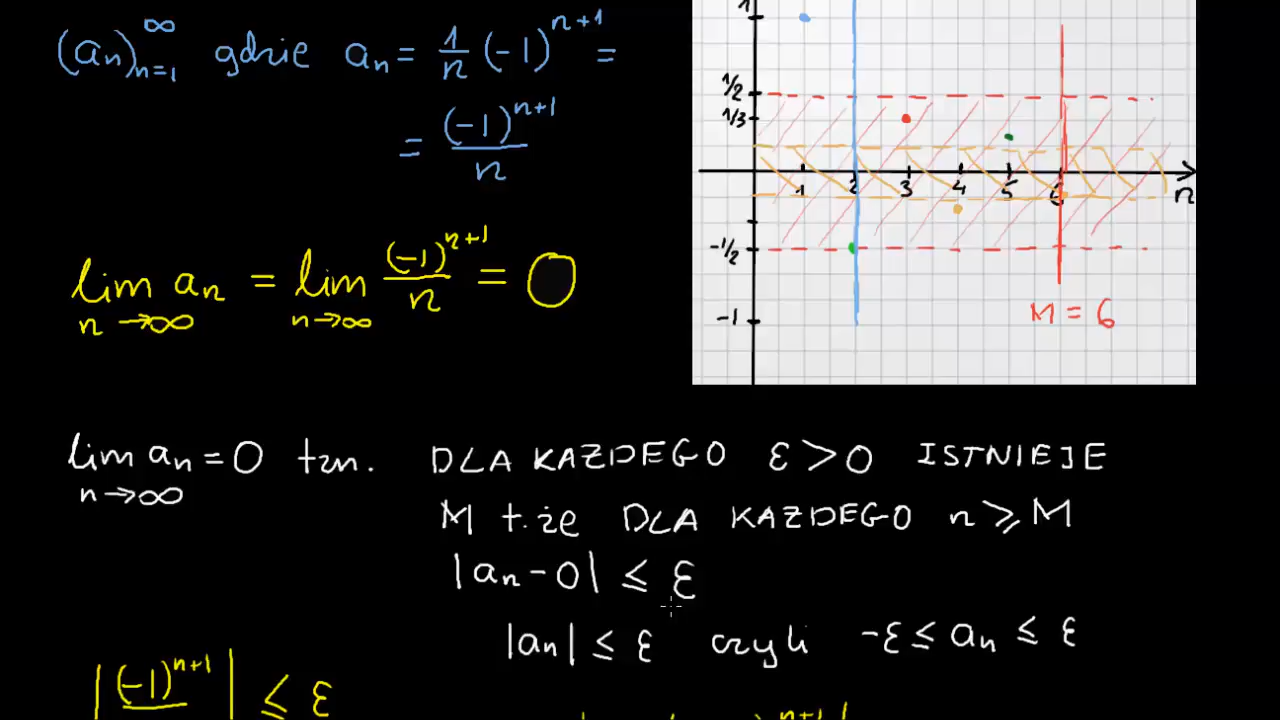 (aₙ)ₙ₌₁^∞ gdzie aₙ = 1/n (-1)^(n+1) =
= (-1)^(n+1) / n
lim n→∞ aₙ = lim n→∞ (-1)^(n+1) / n = 0
1
1/2
1/3
1 2 3 4 5 6 n
-1/2
-1
M = 6
lim n→∞ aₙ = 0 tzn. DLA KAZDEGO ε > 0 ISTNIEJE
M t. że DLA KAZDEGO n ⩾ M
|aₙ - 0| ≤ ε
|aₙ| ≤ ε czyli -ε ≤ aₙ ≤ ε
|(-1)^(n+1)| ≤ ε